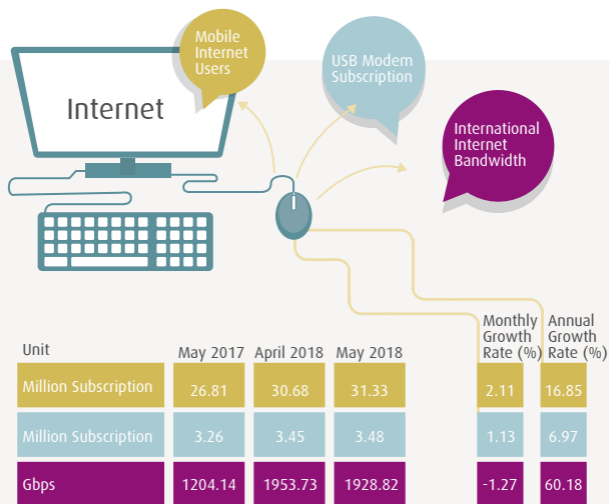 Mobile
Internet
Users
USB Modem
Subscription
Internet
International
Internet
Bandwidth
Unit May 2017 April 2018 May 2018 Monthly Growth Rate (%) Annual Growth Rate (%)
Million Subscription 26.81 30.68 31.33 2.11 16.85
Million Subscription 3.26 3.45 3.48 1.13 6.97
Gbps 1204.14 1953.73 1928.82 -1.27 60.18